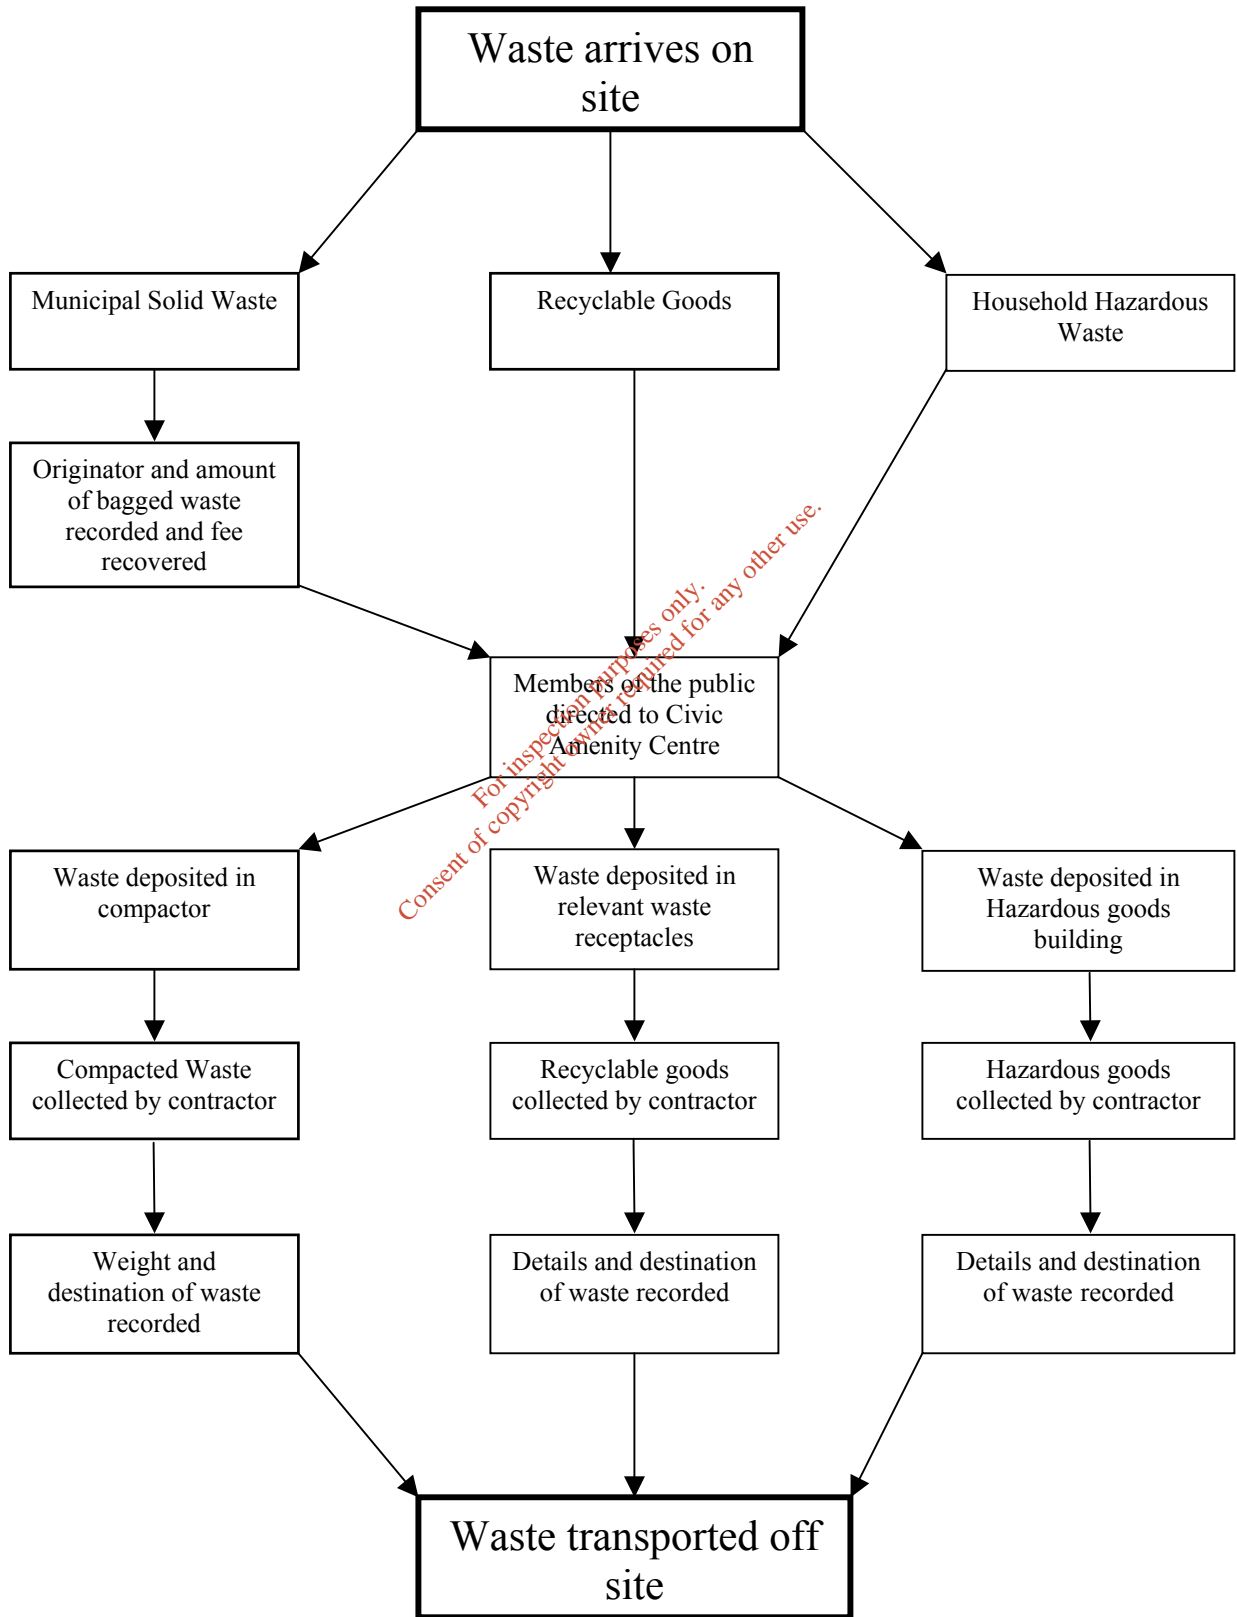 Waste arrives on
site
Municipal Solid Waste
Recyclable Goods
Household Hazardous
Waste
Originator and amount
of bagged waste
recorded and fee
recovered
For inspection purposes only.
Consent of copyright owner required for any other use.
Members of the public
directed to Civic
Amenity Centre
Waste deposited in
compactor
Waste deposited in
relevant waste
receptacles
Waste deposited in
Hazardous goods
building
Compacted Waste
collected by contractor
Recyclable goods
collected by contractor
Hazardous goods
collected by contractor
Weight and
destination of waste
recorded
Details and destination
of waste recorded
Details and destination
of waste recorded
Waste transported off
site